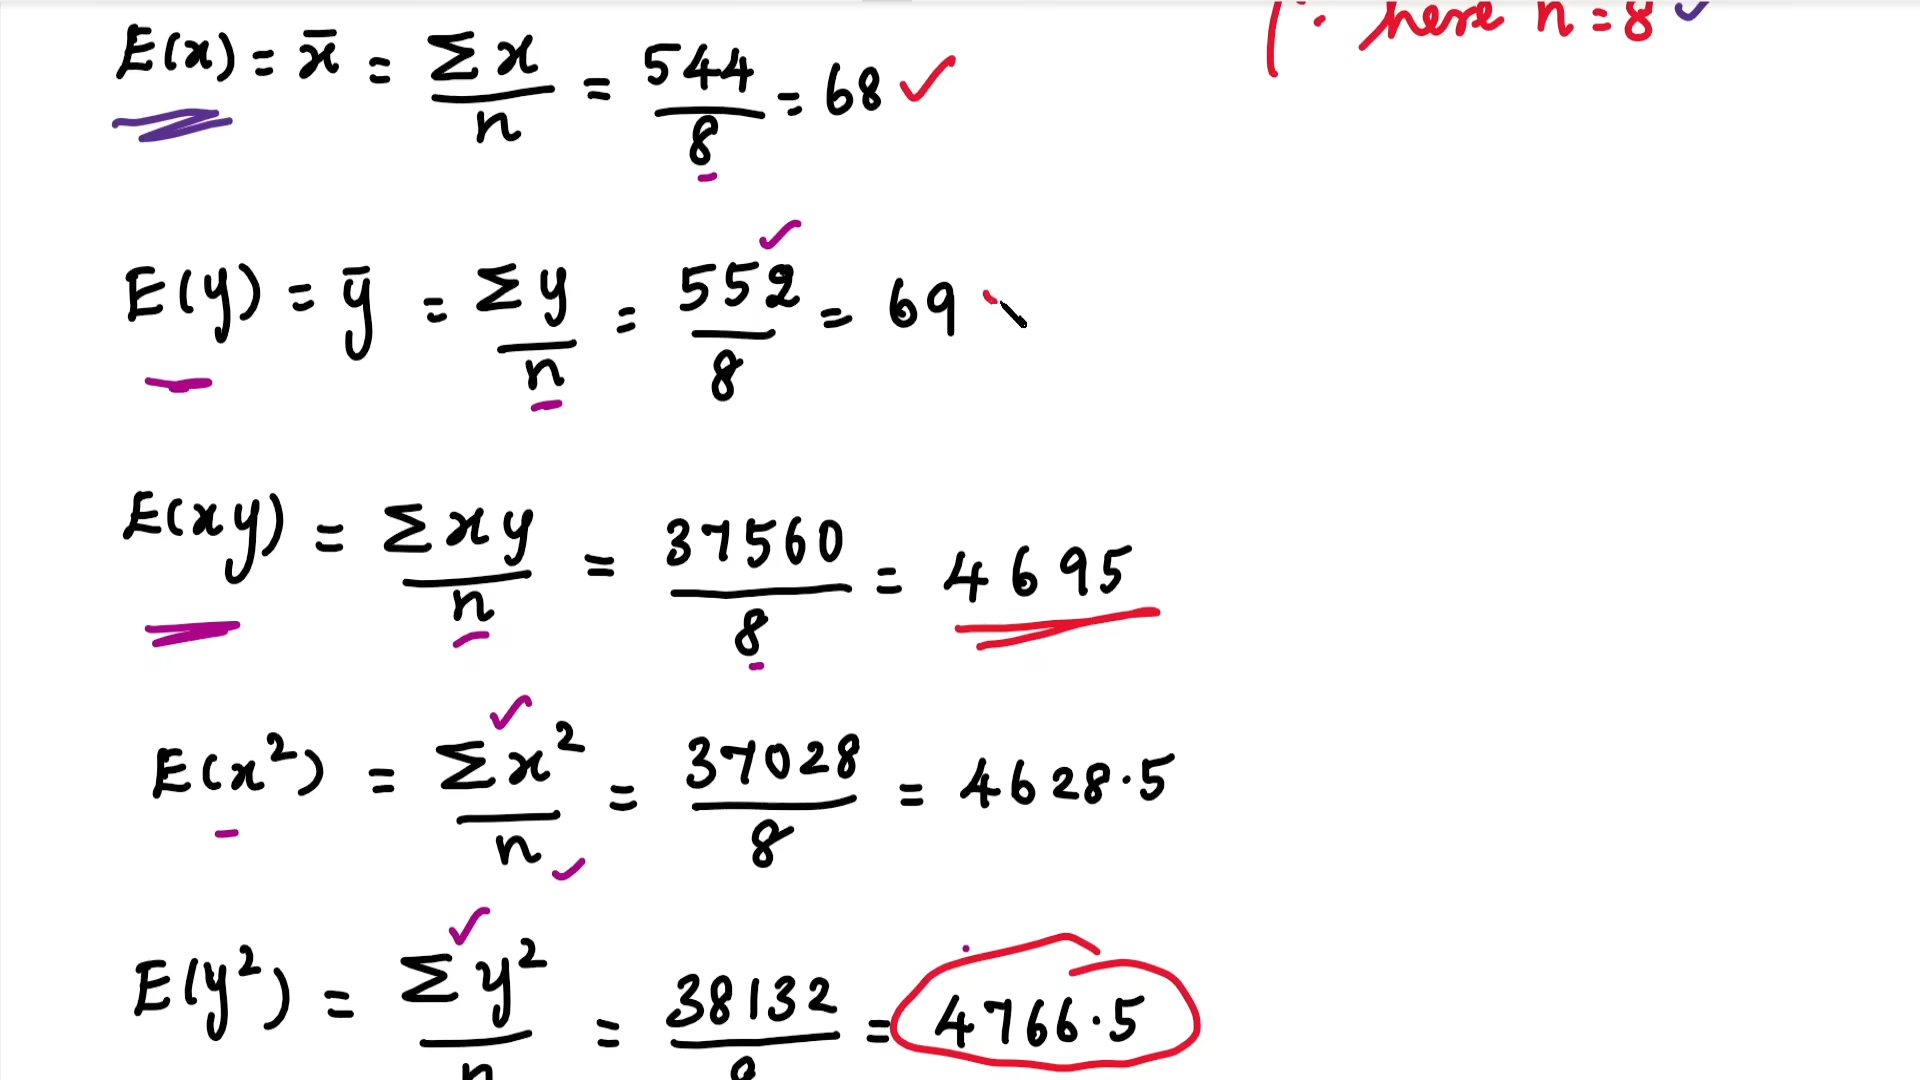 ∵ here n = 8
E(x) = x̄ = Σx/n = 544/8 = 68
E(y) = ȳ = Σy/n = 552/8 = 69
E(xy) = Σxy/n = 37560/8 = 4695
E(x²) = Σx²/n = 37028/8 = 4628.5
E(y²) = Σy²/n = 38132/8 = 4766.5